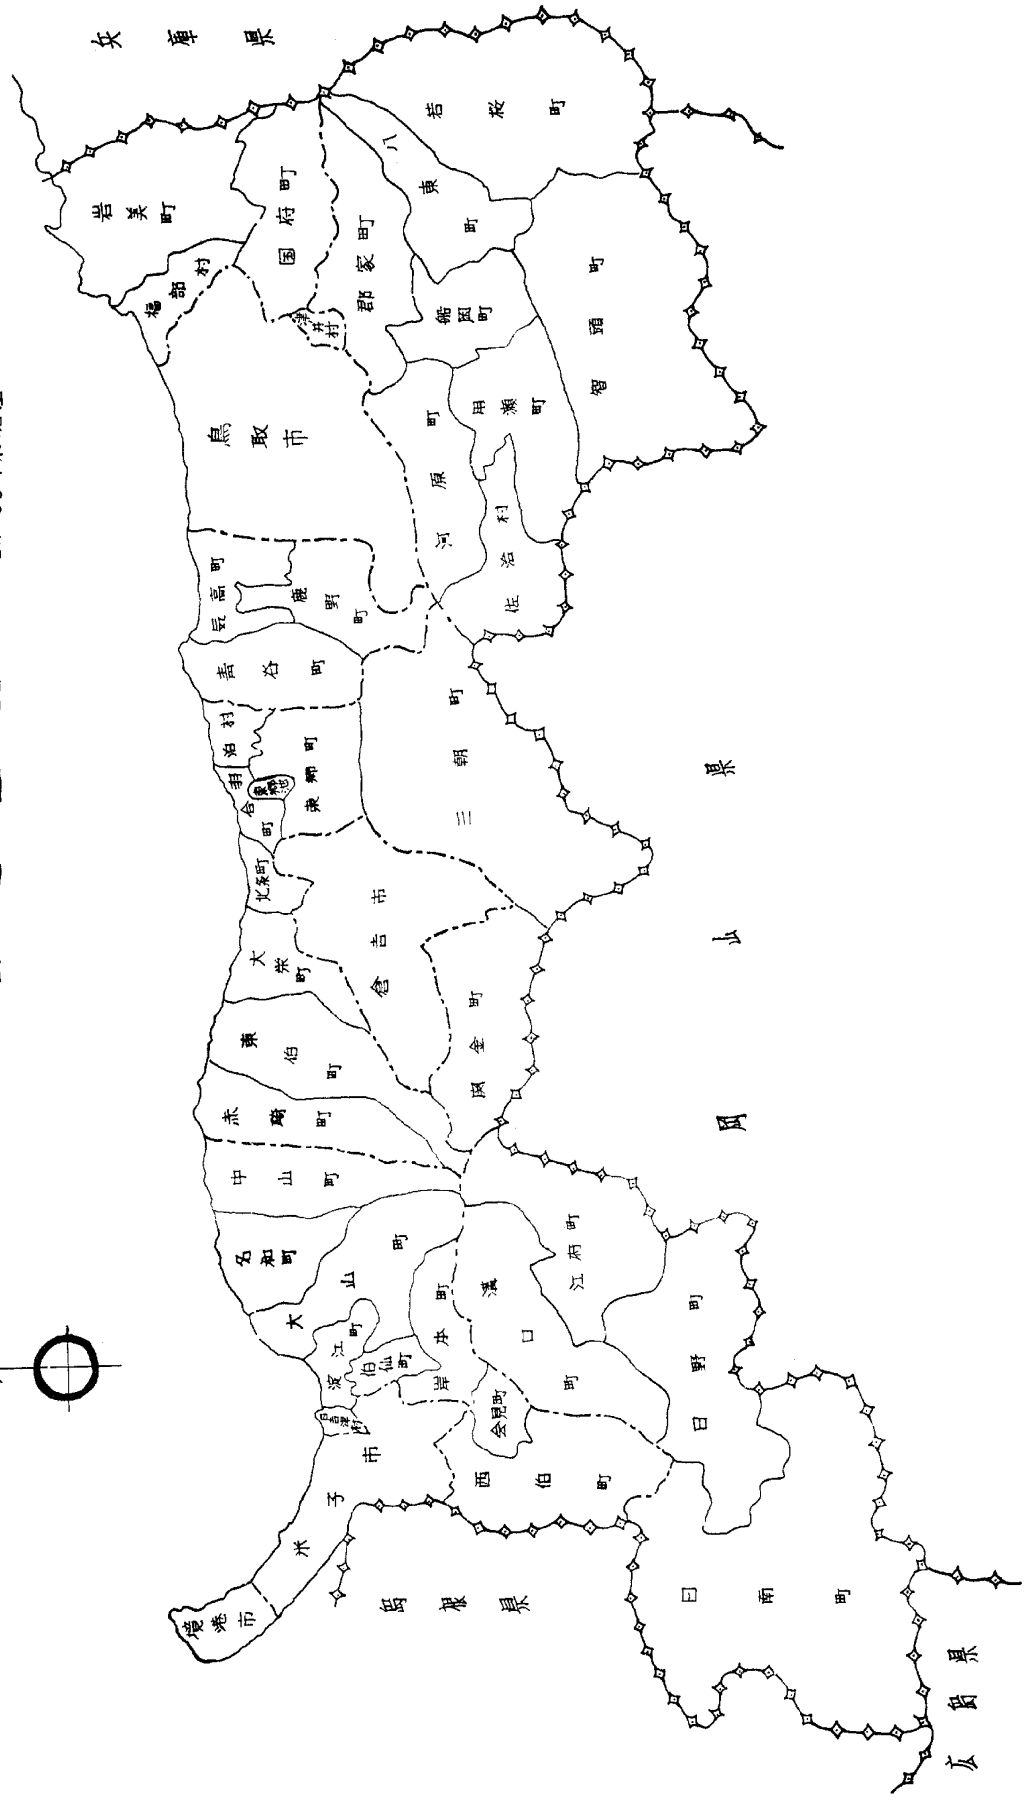 兵庫県
岩美町
福部村
国府町
津ノ井村
郡家町
八東町
若桜町
船岡町
用瀬町
智頭町
鳥取市
河原町
佐治村
気高町
鹿野町
青谷町
泊村
羽合町
東郷池
東郷町
三朝町
北条町
大栄町
倉吉市
関金町
東伯町
赤碕町
中山町
名和町
大山町
淀江町
伯仙町
岸本町
日吉津村
会見町
溝口町
江府町
日野町
西伯町
日南町
米子市
境港市
島根県
岡山県
広島県